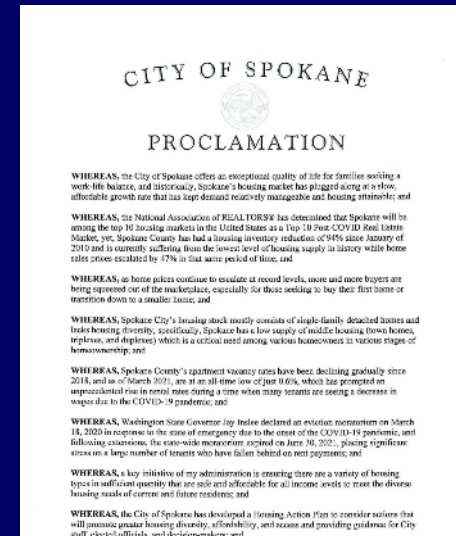 CITY OF SPOKANE
PROCLAMATION
WHEREAS, the City of Spokane offers an exceptional quality of life for families seeking a
work-life balance, and historically, Spokane's housing market has plugged along at a slow,
affordable growth rate that has kept demand relatively manageable and housing attainable; and
WHEREAS, the National Association of REALTORS® has determined that Spokane will be
among the top 10 housing markets in the United States as a Top-10 Post-COVID Real Estate
Market, yet, Spokane County has had a housing inventory reduction of 94% since January of
2010 and is currently suffering from the lowest level of housing supply in history while home
sales prices escalated by 47% in that same period of time; and
WHEREAS, as home prices continue to escalate at record levels, more and more buyers are
being squeezed out of the marketplace, especially for those seeking to buy their first home or
transition down to a smaller home; and
WHEREAS, Spokane City's housing stock mostly consists of single-family detached homes and
lacks housing diversity, specifically, Spokane has a low supply of middle housing (town homes,
triplexes, and duplexes) which is a critical need among various homeowners in various stages of
homeownership; and
WHEREAS, Spokane County's apartment vacancy rates have been declining gradually since
2018, and as of March 2021, are at an all-time low of just 0.6%, which has prompted an
unprecedented rise in rental rates during a time when many tenants are seeing a decrease in
wages due to the COVID-19 pandemic; and
WHEREAS, Washington State Governor Jay Inslee declared an eviction moratorium on March
18, 2020 in response to the state of emergency due to the onset of the COVID-19 pandemic, and
following extensions, the state-wide moratorium expired on June 30, 2021, placing significant
stress on a large number of tenants who have fallen behind on rent payments; and
WHEREAS, a key initiative of my administration is ensuring there are a variety of housing
types in sufficient quantity that are safe and affordable for all income levels to meet the diverse
housing needs of current and future residents; and
WHEREAS, the City of Spokane has developed a Housing Action Plan to consider actions that
will promote greater housing diversity, affordability, and access and providing guidance for City
staff, elected officials, and decision-makers; and